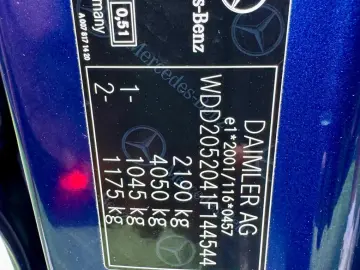 DAIMLER AG
e1*2001/116*0457
WDD2052041F144544
2190 kg
4050 kg
1- 1045 kg
2- 1175 kg
Mercedes-
s-Benz
0,51
many